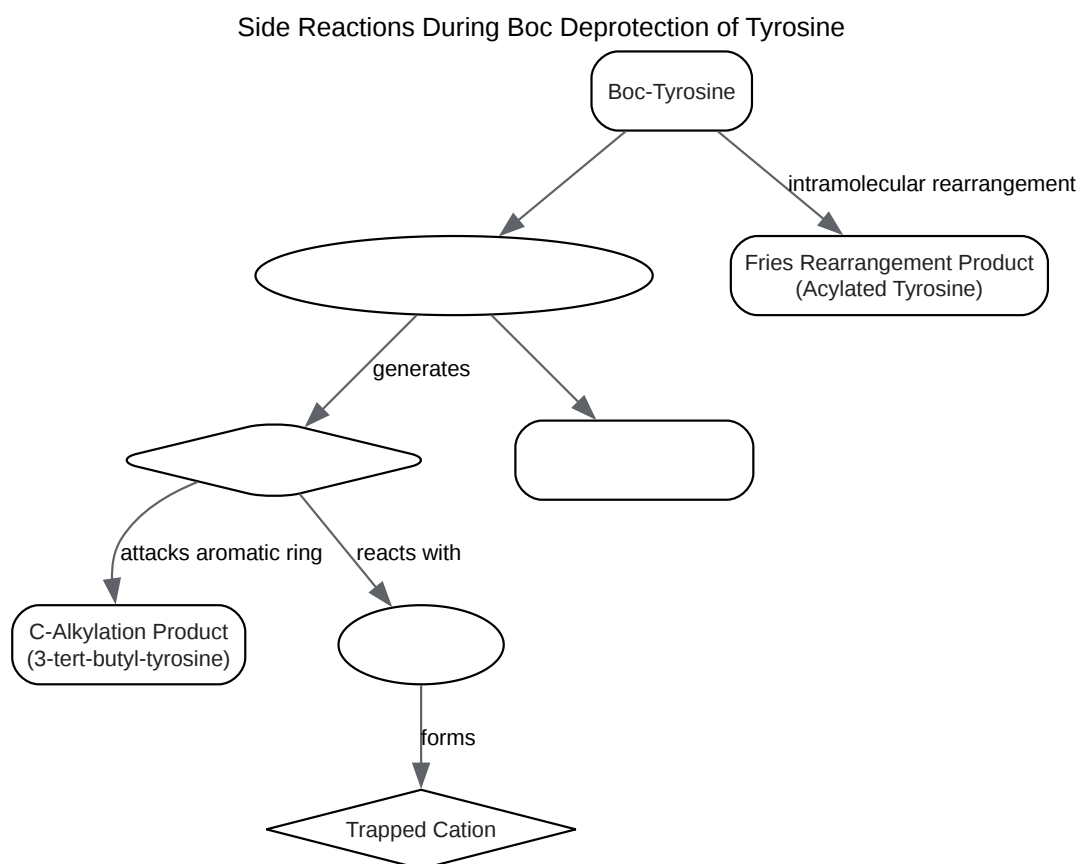 Side Reactions During Boc Deprotection of Tyrosine
Boc-Tyrosine
intramolecular rearrangement
Fries Rearrangement Product
(Acylated Tyrosine)
generates
attacks aromatic ring
reacts with
C-Alkylation Product
(3-tert-butyl-tyrosine)
forms
Trapped Cation